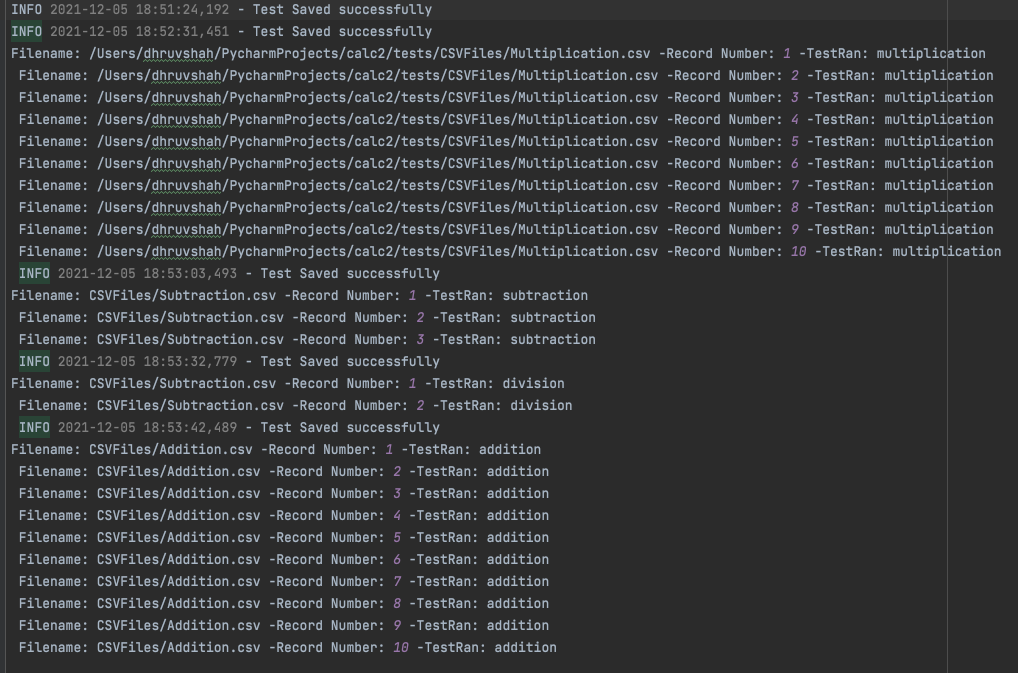 INFO 2021-12-05 18:51:24,192 - Test Saved successfully
INFO 2021-12-05 18:52:31,451 - Test Saved successfully
Filename: /Users/dhruvshah/PycharmProjects/calc2/tests/CSVFiles/Multiplication.csv -Record Number: 1 -TestRan: multiplication
Filename: /Users/dhruvshah/PycharmProjects/calc2/tests/CSVFiles/Multiplication.csv -Record Number: 2 -TestRan: multiplication
Filename: /Users/dhruvshah/PycharmProjects/calc2/tests/CSVFiles/Multiplication.csv -Record Number: 3 -TestRan: multiplication
Filename: /Users/dhruvshah/PycharmProjects/calc2/tests/CSVFiles/Multiplication.csv -Record Number: 4 -TestRan: multiplication
Filename: /Users/dhruvshah/PycharmProjects/calc2/tests/CSVFiles/Multiplication.csv -Record Number: 5 -TestRan: multiplication
Filename: /Users/dhruvshah/PycharmProjects/calc2/tests/CSVFiles/Multiplication.csv -Record Number: 6 -TestRan: multiplication
Filename: /Users/dhruvshah/PycharmProjects/calc2/tests/CSVFiles/Multiplication.csv -Record Number: 7 -TestRan: multiplication
Filename: /Users/dhruvshah/PycharmProjects/calc2/tests/CSVFiles/Multiplication.csv -Record Number: 8 -TestRan: multiplication
Filename: /Users/dhruvshah/PycharmProjects/calc2/tests/CSVFiles/Multiplication.csv -Record Number: 9 -TestRan: multiplication
Filename: /Users/dhruvshah/PycharmProjects/calc2/tests/CSVFiles/Multiplication.csv -Record Number: 10 -TestRan: multiplication
INFO 2021-12-05 18:53:03,493 - Test Saved successfully
Filename: CSVFiles/Subtraction.csv -Record Number: 1 -TestRan: subtraction
Filename: CSVFiles/Subtraction.csv -Record Number: 2 -TestRan: subtraction
Filename: CSVFiles/Subtraction.csv -Record Number: 3 -TestRan: subtraction
INFO 2021-12-05 18:53:32,779 - Test Saved successfully
Filename: CSVFiles/Subtraction.csv -Record Number: 1 -TestRan: division
Filename: CSVFiles/Subtraction.csv -Record Number: 2 -TestRan: division
INFO 2021-12-05 18:53:42,489 - Test Saved successfully
Filename: CSVFiles/Addition.csv -Record Number: 1 -TestRan: addition
Filename: CSVFiles/Addition.csv -Record Number: 2 -TestRan: addition
Filename: CSVFiles/Addition.csv -Record Number: 3 -TestRan: addition
Filename: CSVFiles/Addition.csv -Record Number: 4 -TestRan: addition
Filename: CSVFiles/Addition.csv -Record Number: 5 -TestRan: addition
Filename: CSVFiles/Addition.csv -Record Number: 6 -TestRan: addition
Filename: CSVFiles/Addition.csv -Record Number: 7 -TestRan: addition
Filename: CSVFiles/Addition.csv -Record Number: 8 -TestRan: addition
Filename: CSVFiles/Addition.csv -Record Number: 9 -TestRan: addition
Filename: CSVFiles/Addition.csv -Record Number: 10 -TestRan: addition